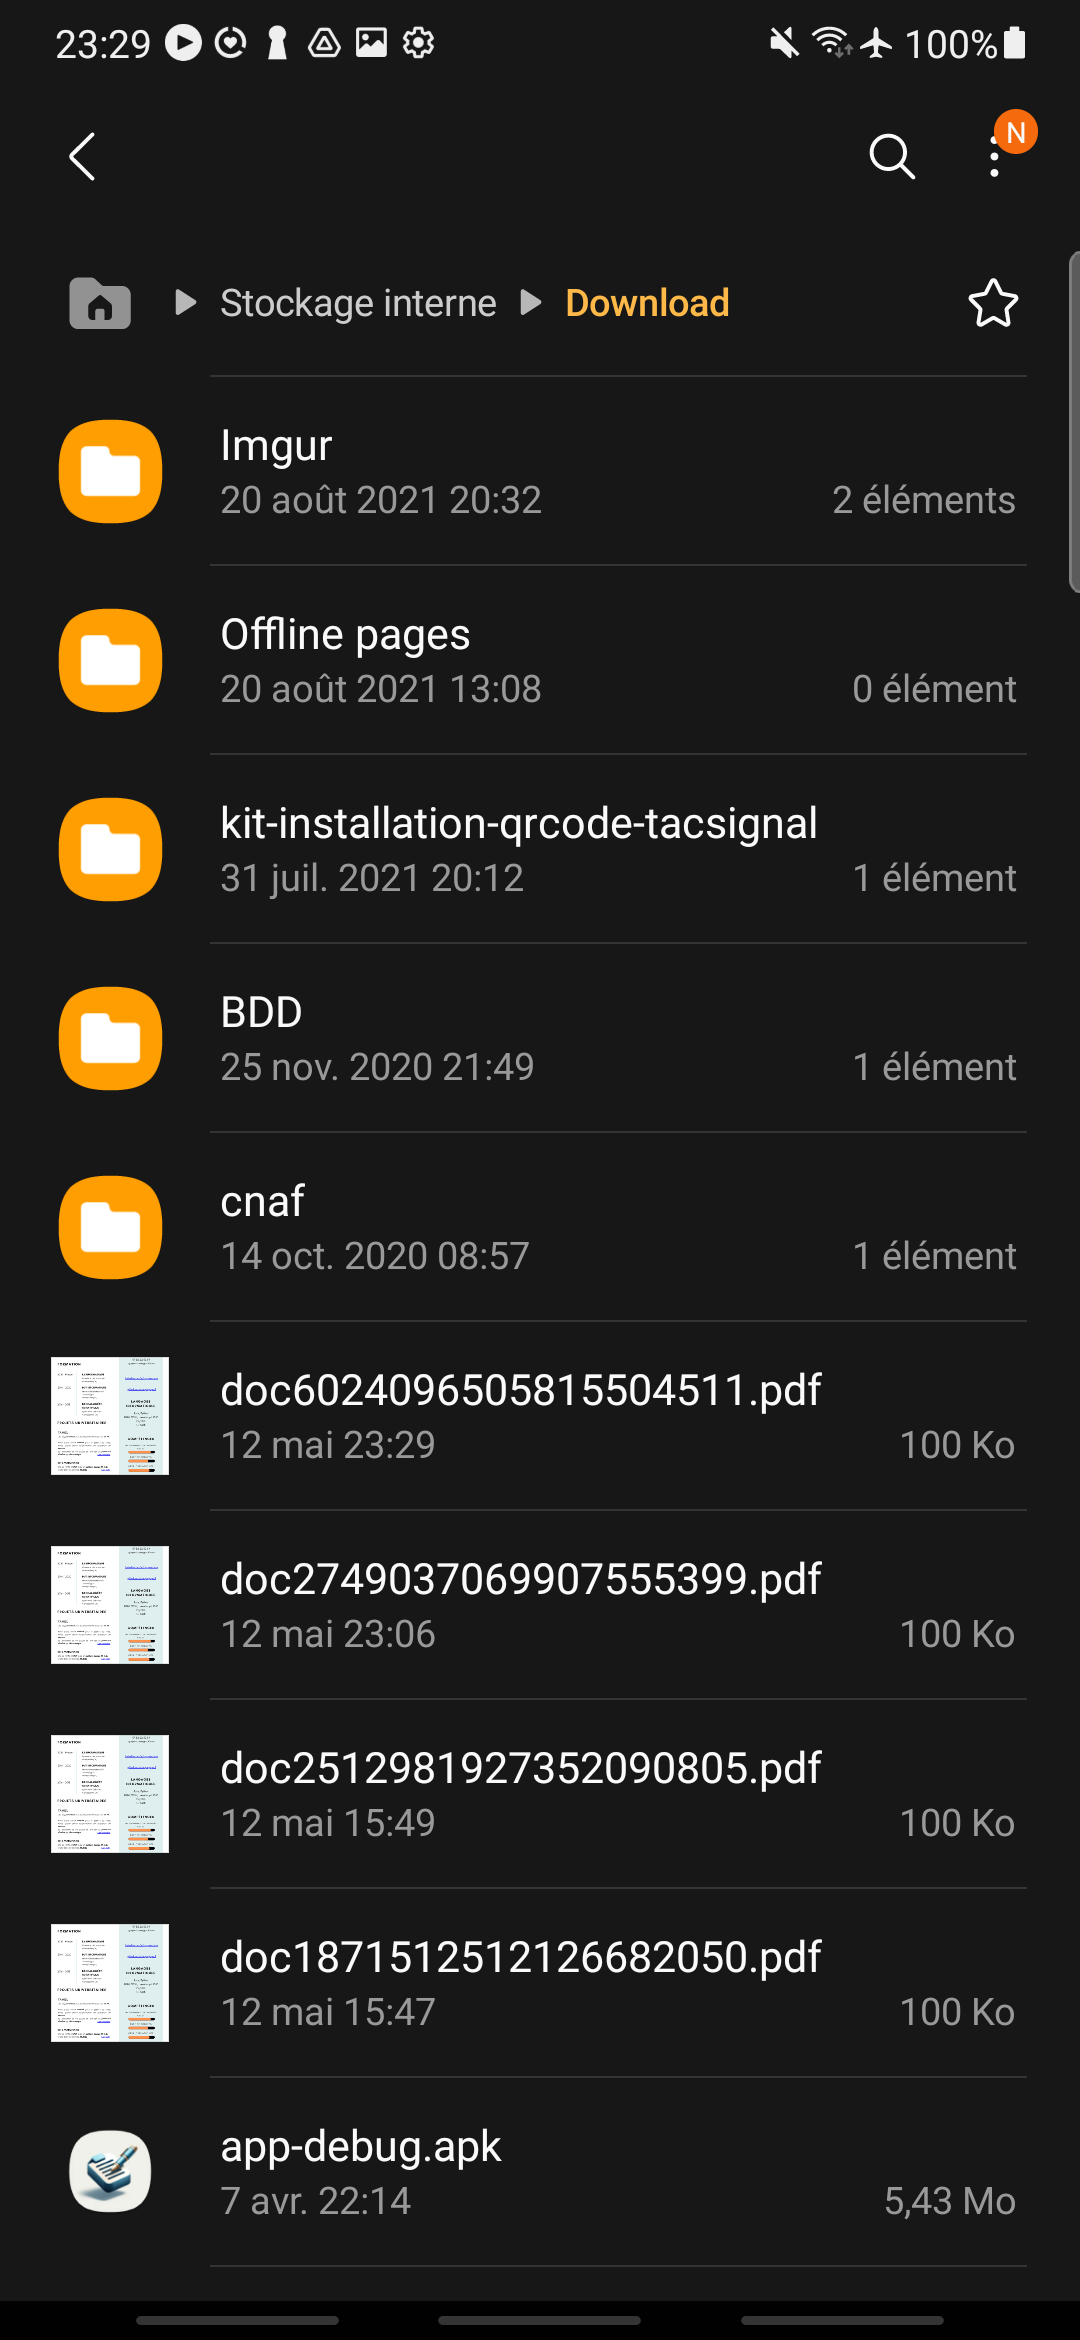 23:29
100%
N
Stockage interne
Download
Imgur
20 août 2021 20:32
2 éléments
Offline pages
20 août 2021 13:08
0 élément
kit-installation-qrcode-tacsignal
31 juil. 2021 20:12
1 élément
BDD
25 nov. 2020 21:49
1 élément
cnaf
14 oct. 2020 08:57
1 élément
doc6024096505815504511.pdf
12 mai 23:29
100 Ko
doc2749037069907555399.pdf
12 mai 23:06
100 Ko
doc2512981927352090805.pdf
12 mai 15:49
100 Ko
doc1871512512126682050.pdf
12 mai 15:47
100 Ko
app-debug.apk
7 avr. 22:14
5,43 Mo